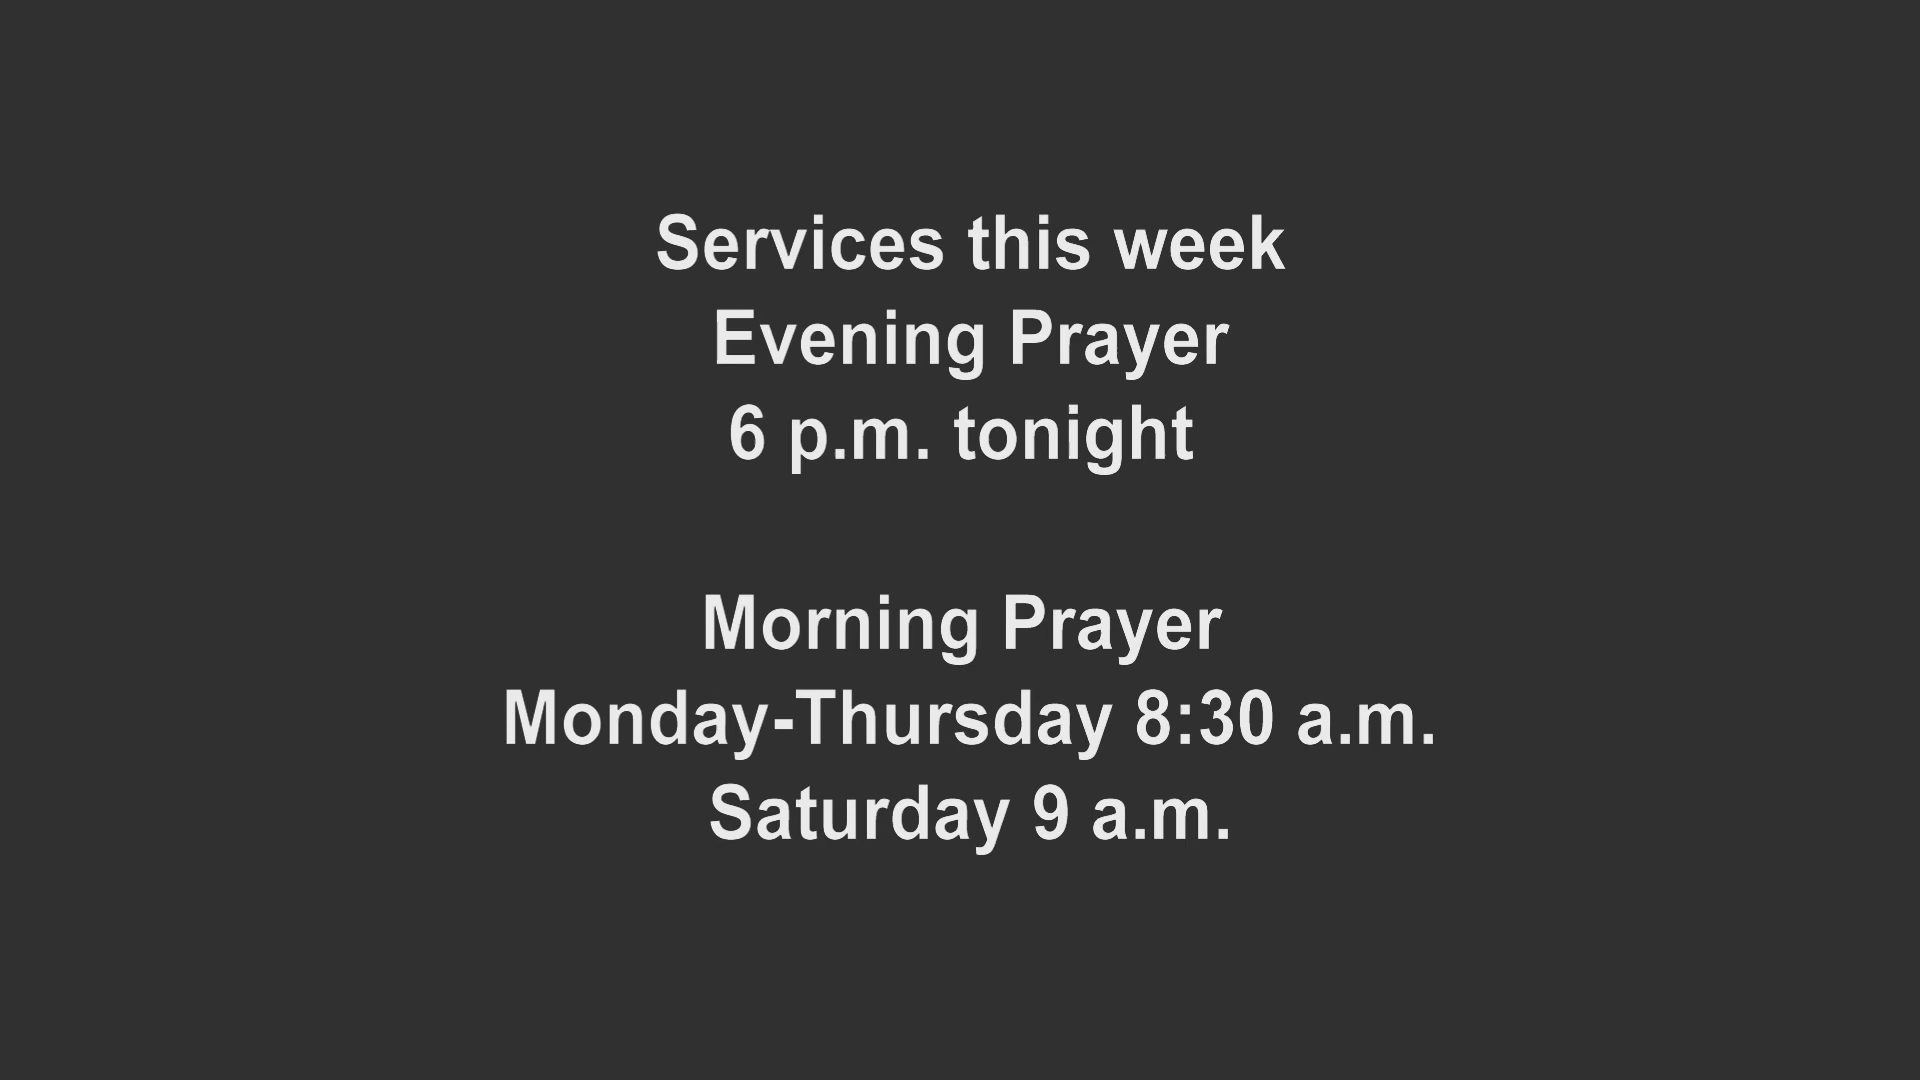 Services this week
Evening Prayer
6 p.m. tonight
Morning Prayer
Monday-Thursday 8:30 a.m.
Saturday 9 a.m.